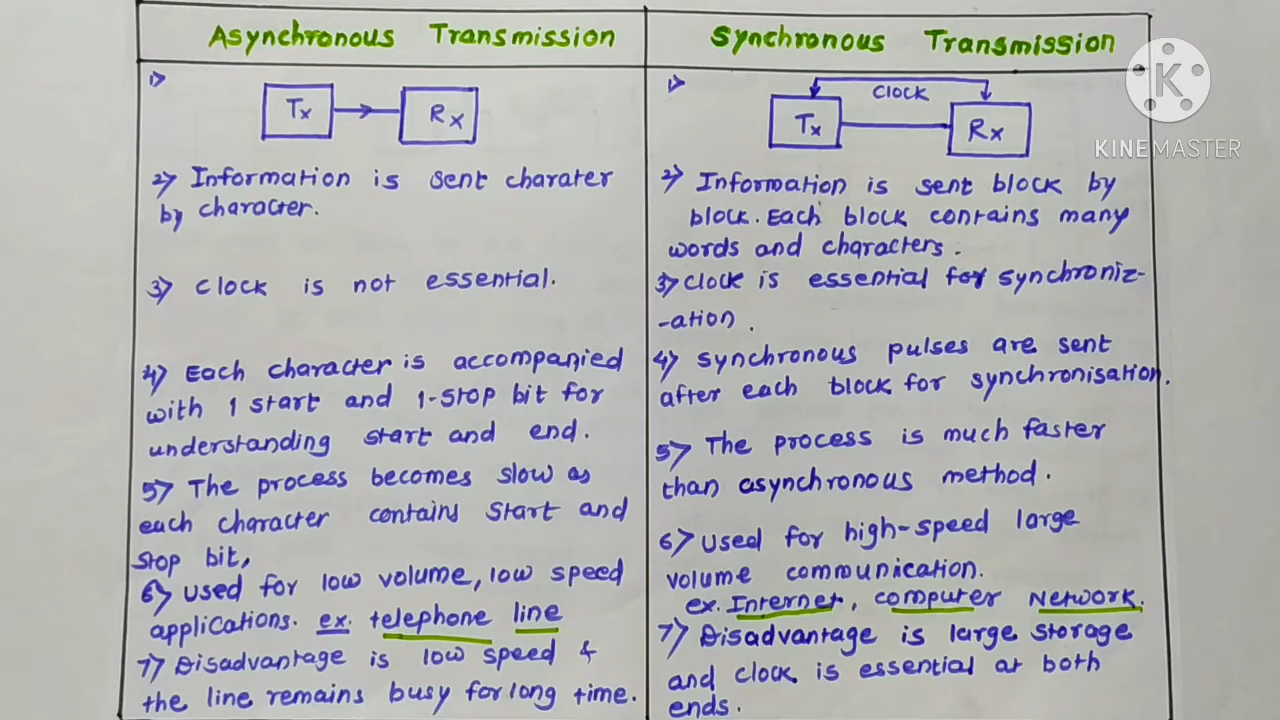 Asynchronous Transmission
1>
Tx
Rx
2> Information is sent charater
by character.
3> Clock is not essential.
4> Each character is accompanied
with 1 start and 1-stop bit for
understanding start and end.
5> The process becomes slow as
each character contains start and
stop bit,
6> used for low volume, low speed
applications. ex. telephone line
7> Disadvantage is low speed &
the line remains busy for long time.
Synchronous Transmission
1>
Clock
Tx
Rx
2> Information is sent block by
block. Each block contains many
words and characters.
3> Clock is essential for synchroniz-
-ation.
4> Synchronous pulses are sent
after each block for synchronisation.
5> The process is much faster
than asynchronous method.
6> Used for high-speed large
volume communication.
ex. Internet, computer Network.
7> Disadvantage is large storage
and clock is essential at both
ends.
K
KINEMASTER